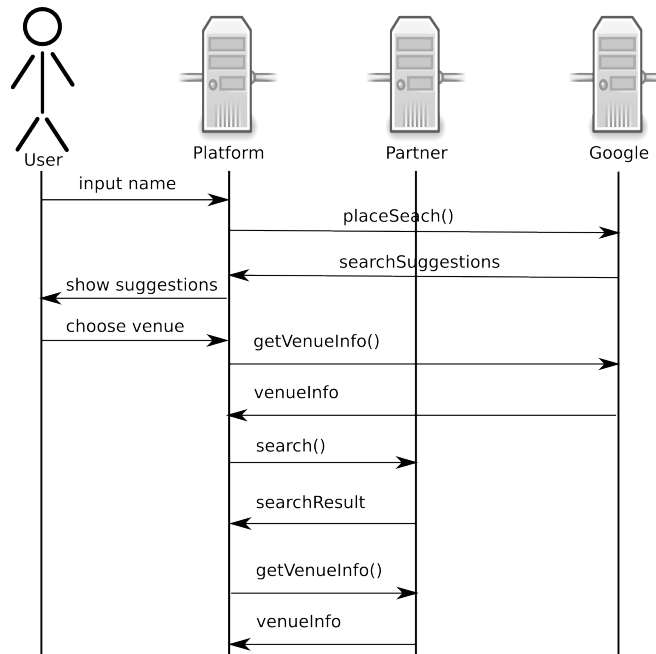 User
Platform
Partner
Google
input name
placeSeach()
searchSuggestions
show suggestions
choose venue
getVenueInfo()
venueInfo
search()
searchResult
getVenueInfo()
venueInfo